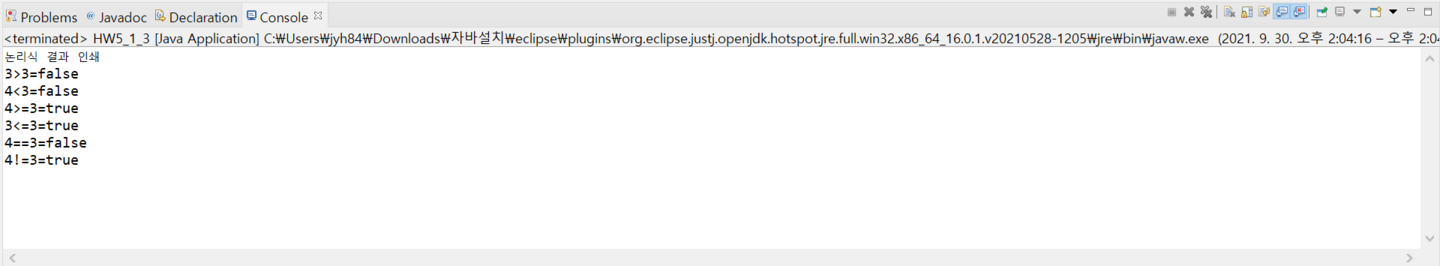 Problems Javadoc Declaration Console
<terminated> HW5_1_3 [Java Application] C:₩Users₩jyh84₩Downloads₩자바설치₩eclipse₩plugins₩org.eclipse.justj.openjdk.hotspot.jre.full.win32.x86_64_16.0.1.v20210528-1205₩jre₩bin₩javaw.exe (2021. 9. 30. 오후 2:04:16 – 오후 2:04
논리식 결과 인쇄
3>3=false
4<3=false
4>=3=true
3<=3=true
4==3=false
4!=3=true